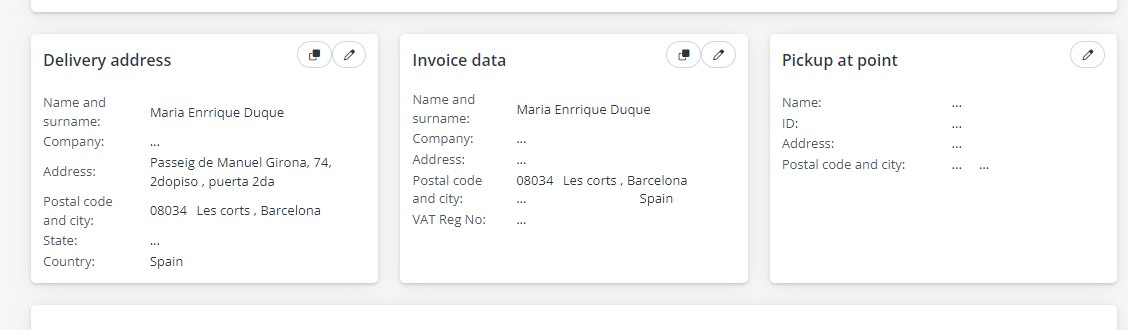 Delivery address
Name and
surname:
Maria Enrrique Duque
Company:
...
Address:
Passeig de Manuel Girona, 74,
2dopiso , puerta 2da
Postal code
and city:
08034 Les corts , Barcelona
State:
...
Country:
Spain
Invoice data
Name and
surname:
Maria Enrrique Duque
Company:
...
Address:
...
Postal code
and city:
08034 Les corts , Barcelona
... Spain
VAT Reg No:
...
Pickup at point
Name:
...
ID:
...
Address:
...
Postal code and city:
... ...